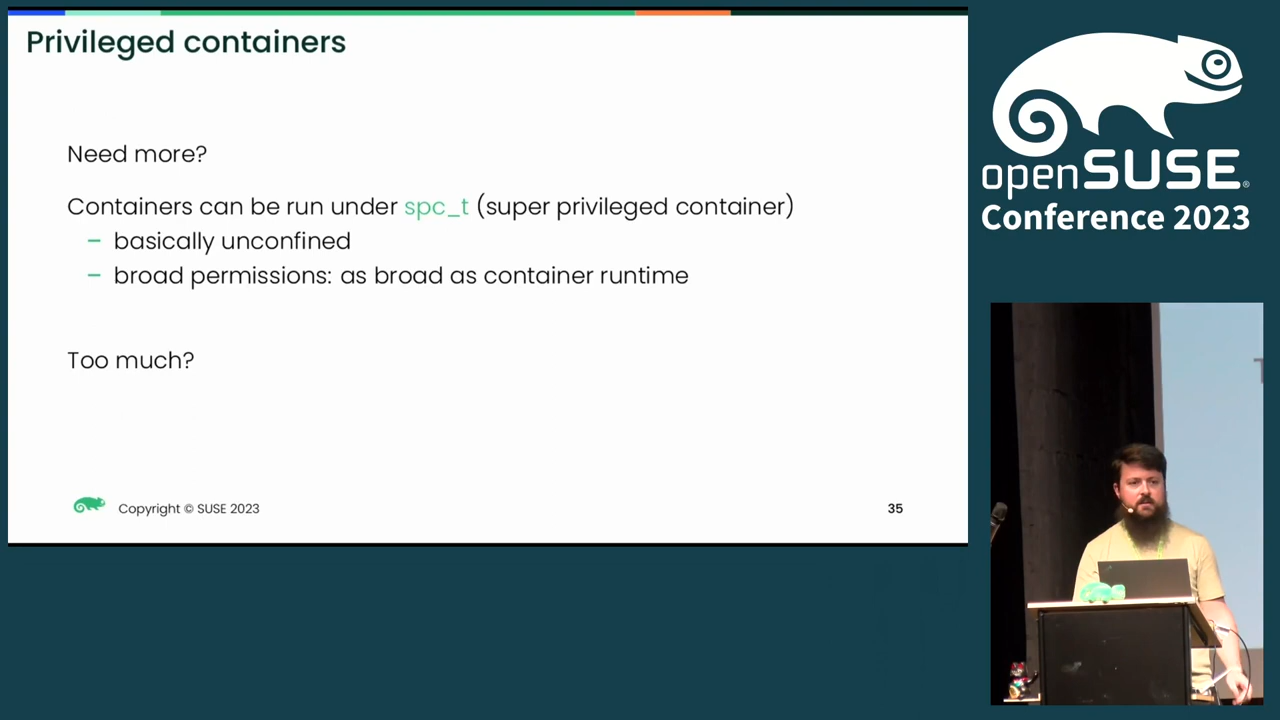 Privileged containers
Need more?
Containers can be run under spc_t (super privileged container)
– basically unconfined
– broad permissions: as broad as container runtime
Too much?
Copyright © SUSE 2023
35
openSUSE®
Conference 2023
T